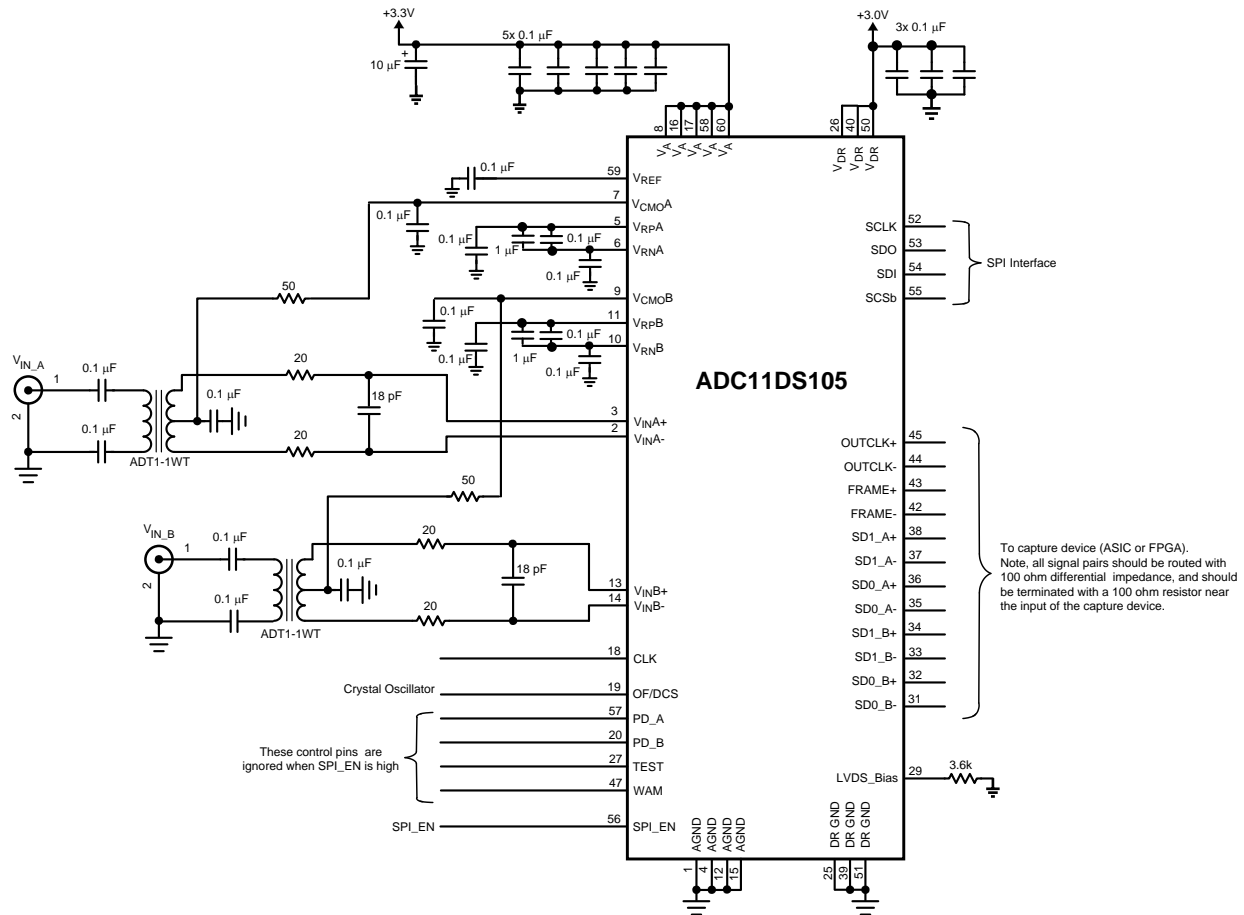 +3.3V
+3.0V
5x 0.1 µF
3x 0.1 µF
+
10 µF
8
16
17
58
60
26
40
50
VA
VA
VA
VA
VA
VDR
VDR
VDR
0.1 µF
59
VREF
7
VCMOA
0.1 µF
5
VRPA
0.1 µF
1 µF
0.1 µF
6
VRNA
0.1 µF
52
SCLK
53
SDO
54
SDI
55
SCSb
SPI Interface
50
9
VCMOB
0.1 µF
11
VRPB
0.1 µF
1 µF
0.1 µF
10
VRNB
0.1 µF
ADC11DS105
VIN_A
1
2
0.1 µF
0.1 µF
ADT1-1WT
0.1 µF
20
20
18 pF
3
VINA+
2
VINA-
50
VIN_B
1
2
0.1 µF
0.1 µF
ADT1-1WT
0.1 µF
20
20
18 pF
13
VINB+
14
VINB-
OUTCLK+
45
OUTCLK-
44
FRAME+
43
FRAME-
42
SD1_A+
38
SD1_A-
37
SD0_A+
36
SD0_A-
35
SD1_B+
34
SD1_B-
33
SD0_B+
32
SD0_B-
31
To capture device (ASIC or FPGA).
Note, all signal pairs should be routed with
100 ohm differential impedance, and should
be terminated with a 100 ohm resistor near
the input of the capture device.
18
CLK
Crystal Oscillator
19
OF/DCS
57
PD_A
20
PD_B
These control pins are
ignored when SPI_EN is high
27
TEST
47
WAM
SPI_EN
56
SPI_EN
LVDS_Bias
29
3.6k
AGND
AGND
AGND
AGND
DR GND
DR GND
DR GND
1
4
12
15
25
39
51